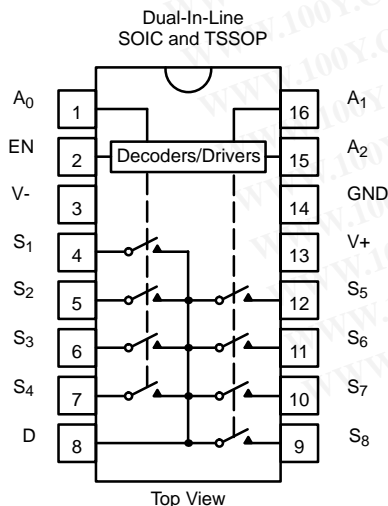 Dual-In-Line
SOIC and TSSOP
A0 1 16 A1
EN 2 Decoders/Drivers 15 A2
V- 3 14 GND
S1 4 13 V+
S2 5 12 S5
S3 6 11 S6
S4 7 10 S7
D 8 9 S8
Top View